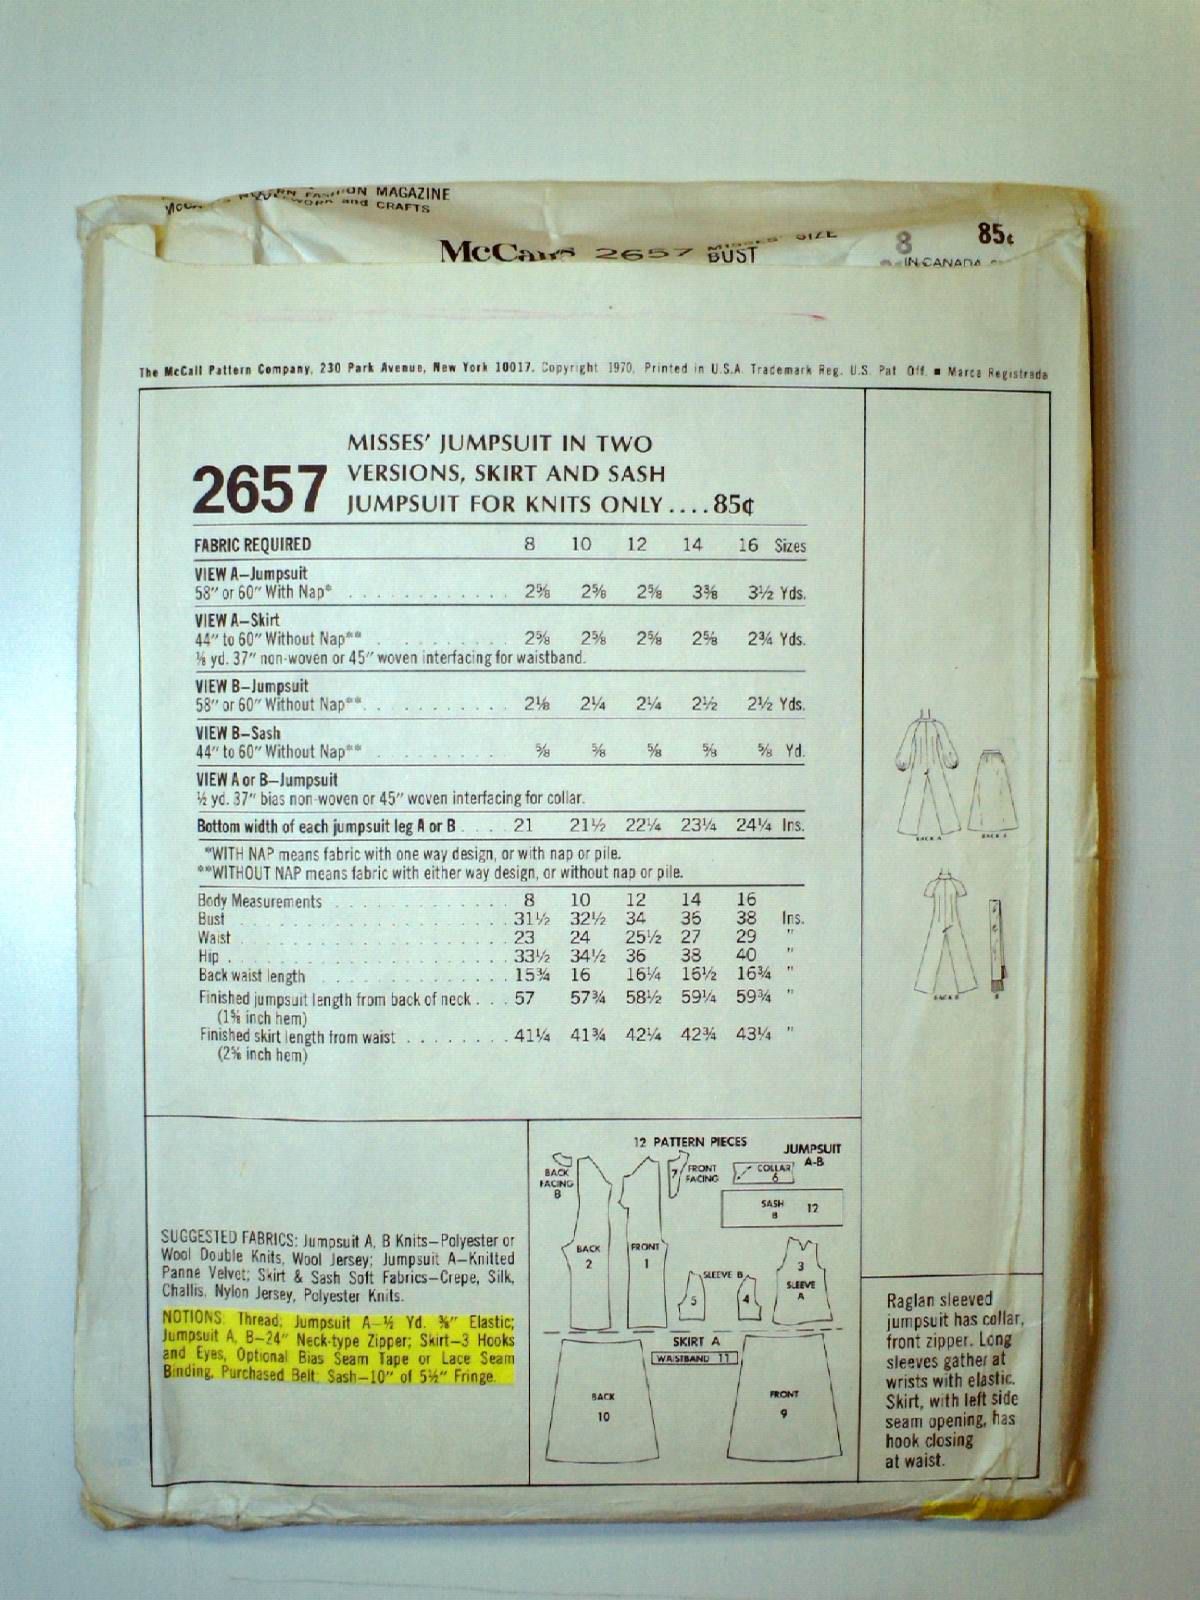 McCall's FASHION MAGAZINE
and CRAFTS
McCall's 2657 MISSES' SIZE 8 85¢
BUST
IN CANADA
The McCall Pattern Company, 230 Park Avenue, New York 10017. Copyright 1970, Printed in U.S.A. Trademark Reg. U.S. Pat. Off. ■ Marca Registrada
2657
MISSES' JUMPSUIT IN TWO
VERSIONS, SKIRT AND SASH
JUMPSUIT FOR KNITS ONLY....85¢
FABRIC REQUIRED 8 10 12 14 16 Sizes
VIEW A–Jumpsuit
58" or 60" With Nap* . . . . . . . . . . . . 2⅝ 2⅝ 2⅝ 3⅜ 3½ Yds.
VIEW A–Skirt
44" to 60" Without Nap** . . . . . . . . . . 2⅝ 2⅝ 2⅝ 2⅝ 2¾ Yds.
⅛ yd. 37" non-woven or 45" woven interfacing for waistband.
VIEW B–Jumpsuit
58" or 60" Without Nap** . . . . . . . . . . 2⅛ 2¼ 2¼ 2½ 2½ Yds.
VIEW B–Sash
44" to 60" Without Nap** . . . . . . . . . . ⅝ ⅝ ⅝ ⅝ ⅝ Yd.
VIEW A or B–Jumpsuit
½ yd. 37" bias non-woven or 45" woven interfacing for collar.
Bottom width of each jumpsuit leg A or B . . . . 21 21½ 22¼ 23¼ 24¼ Ins.
*WITH NAP means fabric with one way design, or with nap or pile.
**WITHOUT NAP means fabric with either way design, or without nap or pile.
Body Measurements . . . . . . . . . . . . . 8 10 12 14 16
Bust . . . . . . . . . . . . . . . . . . . . 31½ 32½ 34 36 38 Ins.
Waist . . . . . . . . . . . . . . . . . . . . 23 24 25½ 27 29 "
Hip . . . . . . . . . . . . . . . . . . . . . 33½ 34½ 36 38 40 "
Back waist length . . . . . . . . . . . . . . 15¾ 16 16¼ 16½ 16¾ "
Finished jumpsuit length from back of neck . . . 57 57¾ 58½ 59¼ 59¾ "
(1⅝ inch hem)
Finished skirt length from waist . . . . . . . . . 41¼ 41¾ 42¼ 42¾ 43¼ "
(2⅝ inch hem)
BACK A
BACK A
BACK B
B
SUGGESTED FABRICS: Jumpsuit A, B Knits–Polyester or
Wool Double Knits, Wool Jersey; Jumpsuit A–Knitted
Panne Velvet; Skirt & Sash Soft Fabrics–Crepe, Silk,
Challis, Nylon Jersey, Polyester Knits.
NOTIONS: Thread; Jumpsuit A–½ Yd. ⅜" Elastic;
Jumpsuit A, B–24" Neck-type Zipper; Skirt–3 Hooks
and Eyes, Optional Bias Seam Tape or Lace Seam
Binding, Purchased Belt; Sash–10" of 5½" Fringe.
12 PATTERN PIECES
JUMPSUIT
A-B
BACK
FACING
8
7
FRONT
FACING
COLLAR
6
SASH
B
12
BACK
2
FRONT
1
SLEEVE B
5
4
3
SLEEVE
A
SKIRT A
WAISTBAND 11
BACK
10
FRONT
9
Raglan sleeved
jumpsuit has collar,
front zipper. Long
sleeves gather at
wrists with elastic.
Skirt, with left side
seam opening, has
hook closing
at waist.